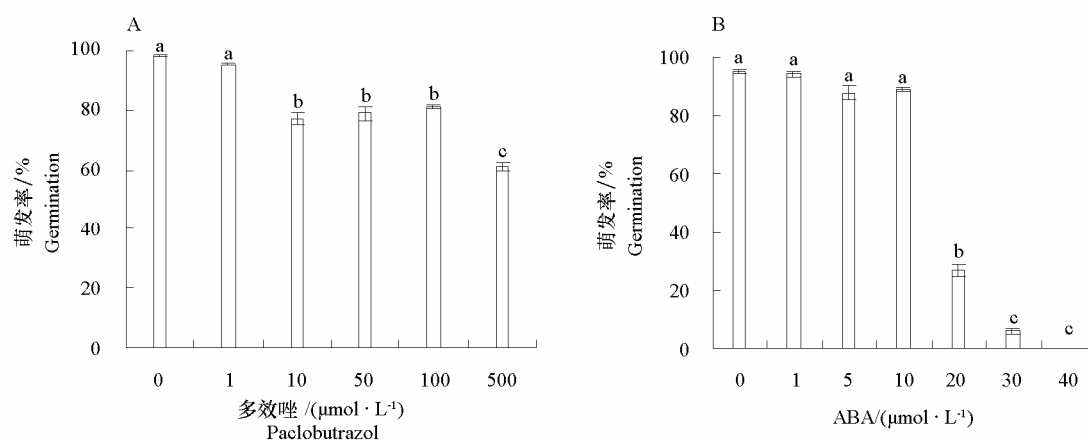 A
100
80
60
40
20
0
萌发率/%
Germination
a
a
b
b
b
c
0 1 10 50 100 500
多效唑 /(μmol · L⁻¹)
Paclobutrazol
B
100
80
60
40
20
0
萌发率/%
Germination
a
a
a
a
b
c
c
0 1 5 10 20 30 40
ABA/(μmol · L⁻¹)